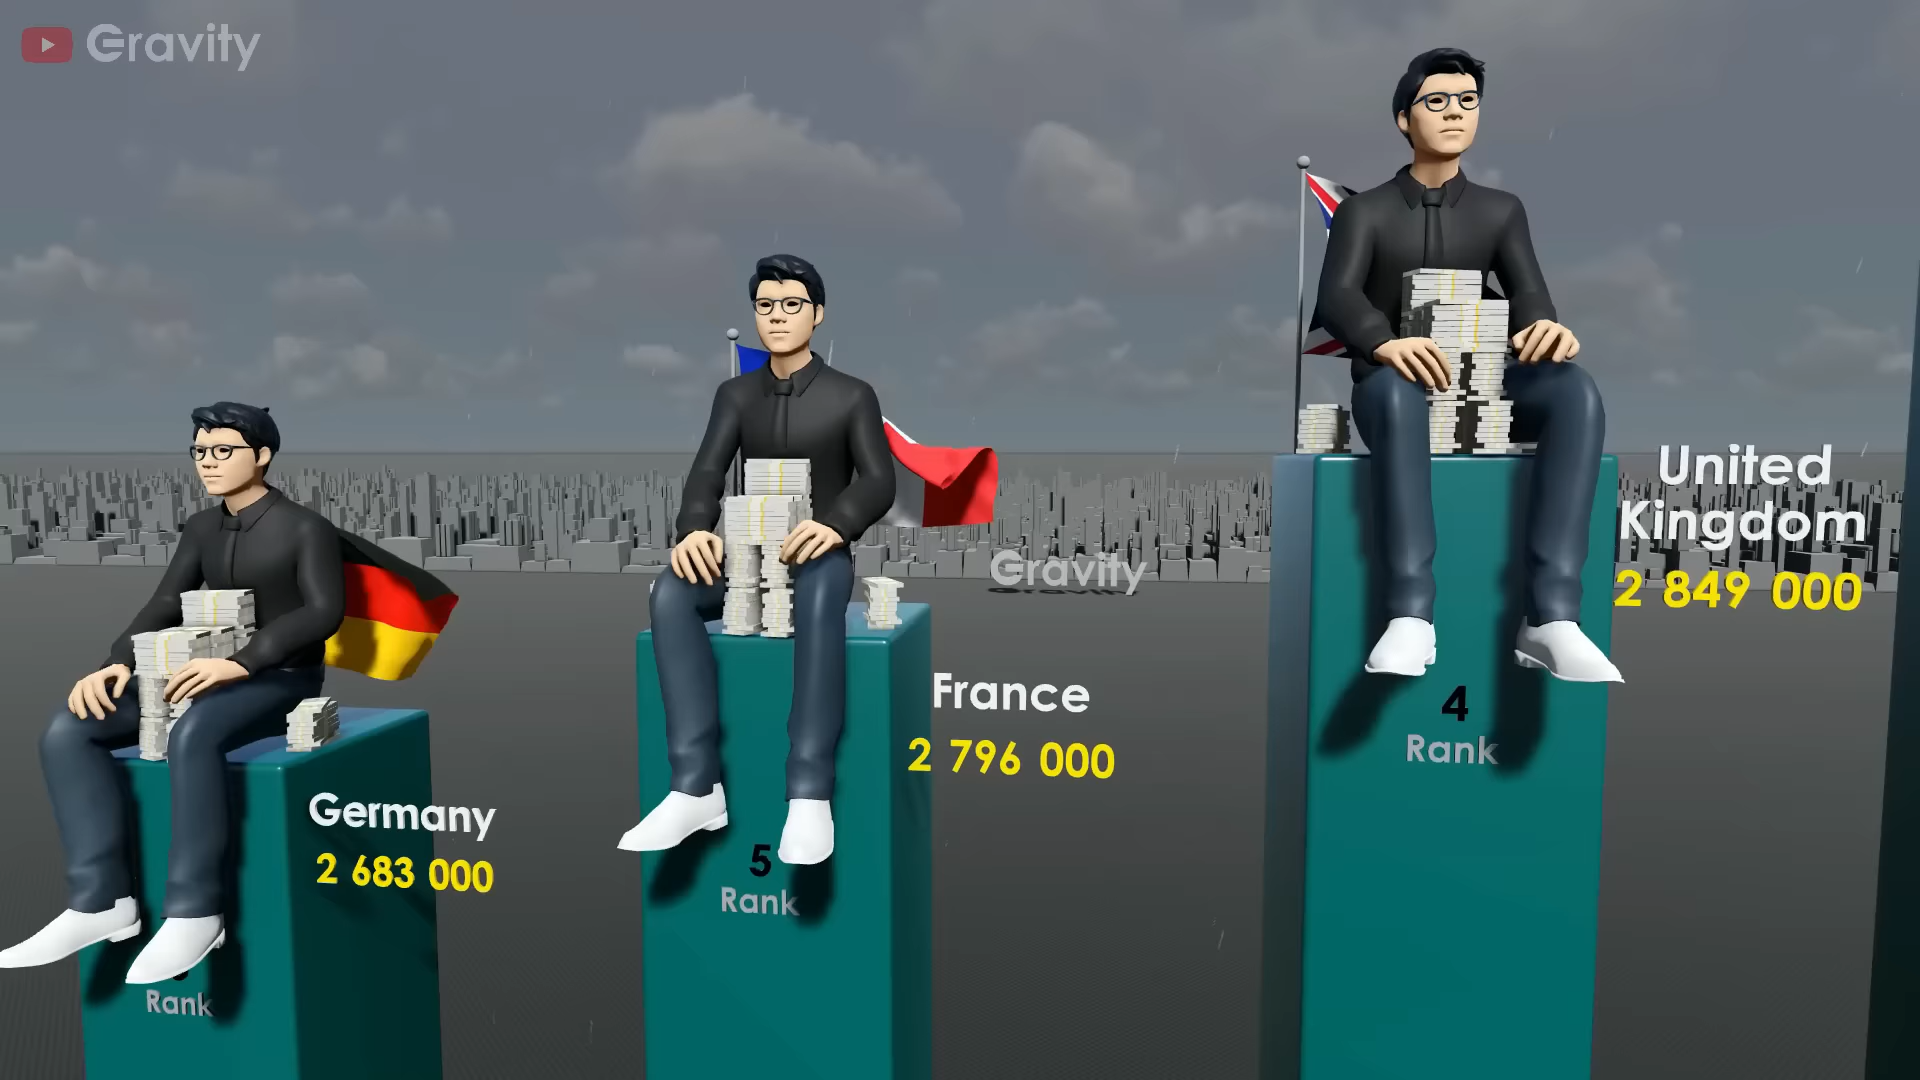 Gravity
Germany
2 683 000
Rank
France
2 796 000
5
Rank
Gravity
United
Kingdom
2 849 000
4
Rank